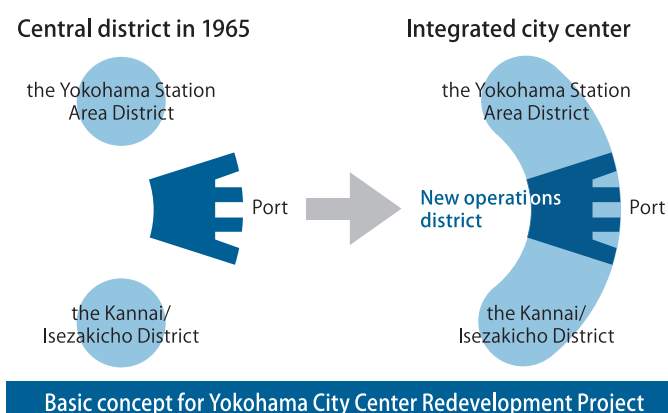 Central district in 1965
the Yokohama Station
Area District
Port
the Kannai/
Isezakicho District
Integrated city center
the Yokohama Station
Area District
New operations
district
Port
the Kannai/
Isezakicho District
Basic concept for Yokohama City Center Redevelopment Project